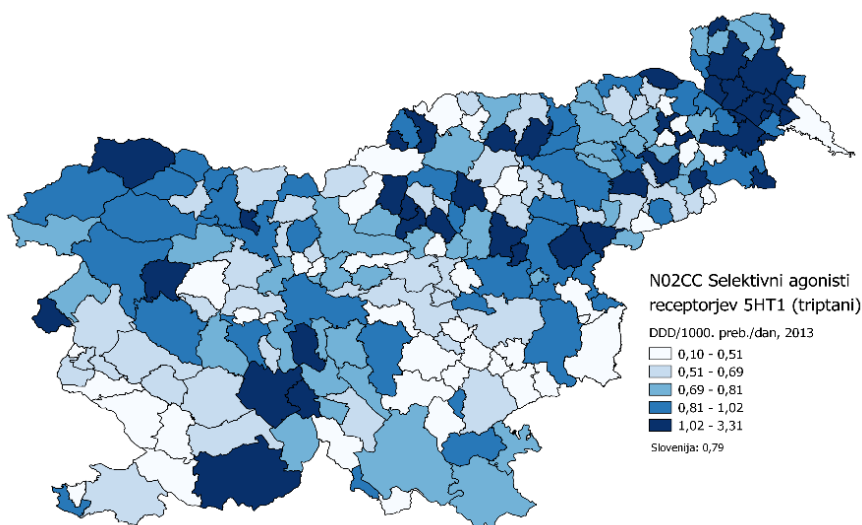 N02CC Selektivni agonisti
receptorjev 5HT1 (triptani)
DDD/1000. preb./dan, 2013
0,10 - 0,51
0,51 - 0,69
0,69 - 0,81
0,81 - 1,02
1,02 - 3,31
Slovenija: 0,79